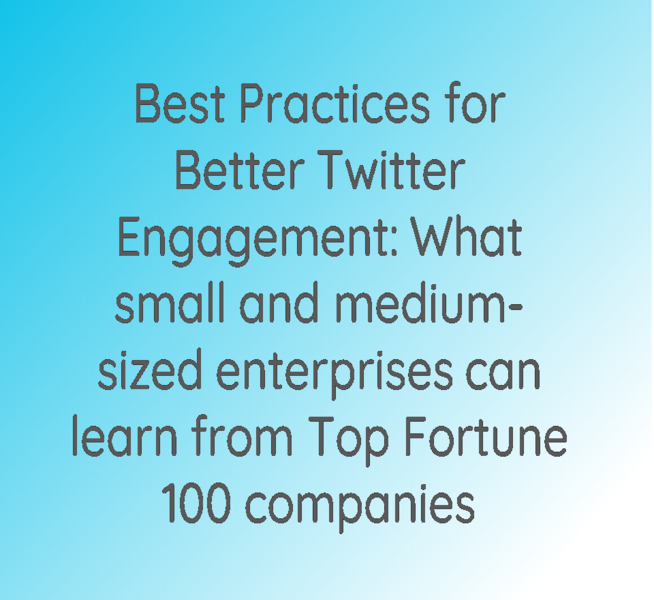 Best Practices for
Better Twitter
Engagement: What
small and medium-
sized enterprises can
learn from Top Fortune
100 companies